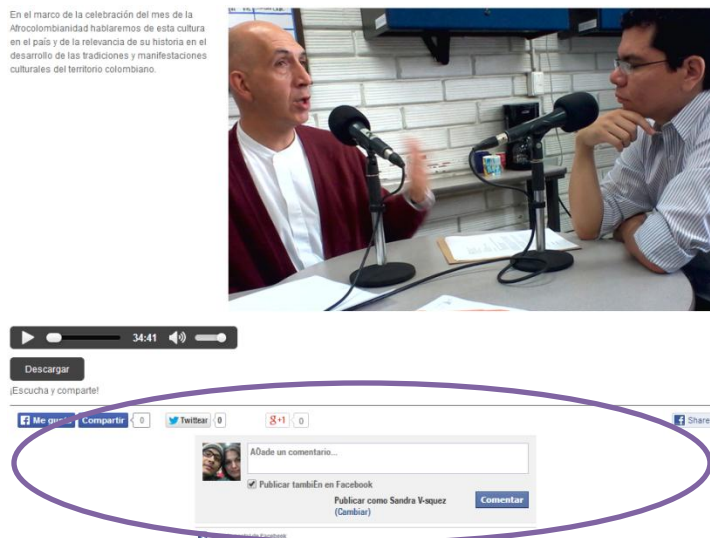 En el marco de la celebración del mes de la
Afrocolombianidad hablaremos de esta cultura
en el país y de la relevancia de su historia en el
desarrollo de las tradiciones y manifestaciones
culturales del territorio colombiano.
34:41
Descargar
¡Escucha y comparte!
Me gusta Compartir 0 Twittear 0 g+1 0 Share
AÒade un comentario...
Publicar tambiÈn en Facebook
Publicar como Sandra V·squez
(Cambiar)
Comentar